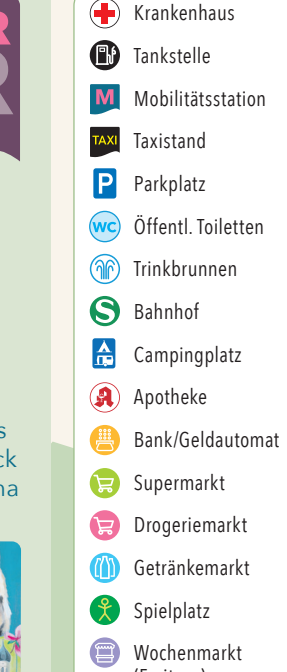 Krankenhaus
Tankstelle
M Mobilitätsstation
TAXI Taxistand
P Parkplatz
WC Öffentl. Toiletten
Trinkbrunnen
S Bahnhof
Campingplatz
Apotheke
Bank/Geldautomat
Supermarkt
Drogeriemarkt
Getränkemarkt
Spielplatz
Wochenmarkt